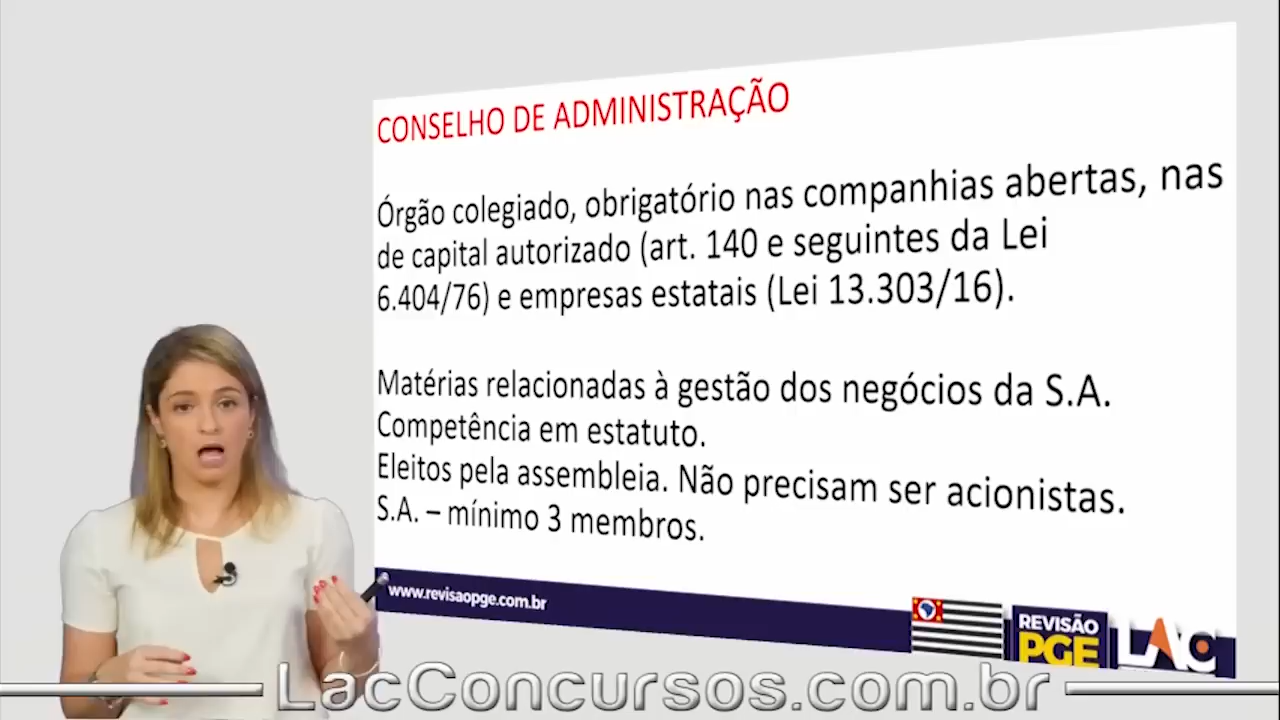 CONSELHO DE ADMINISTRAÇÃO
Órgão colegiado, obrigatório nas companhias abertas, nas
de capital autorizado (art. 140 e seguintes da Lei
6.404/76) e empresas estatais (Lei 13.303/16).
Matérias relacionadas à gestão dos negócios da S.A.
Competência em estatuto.
Eleitos pela assembleia. Não precisam ser acionistas.
S.A. – mínimo 3 membros.
www.revisaopge.com.br
REVISÃO
PGE
LAC
LacConcursos.com.br